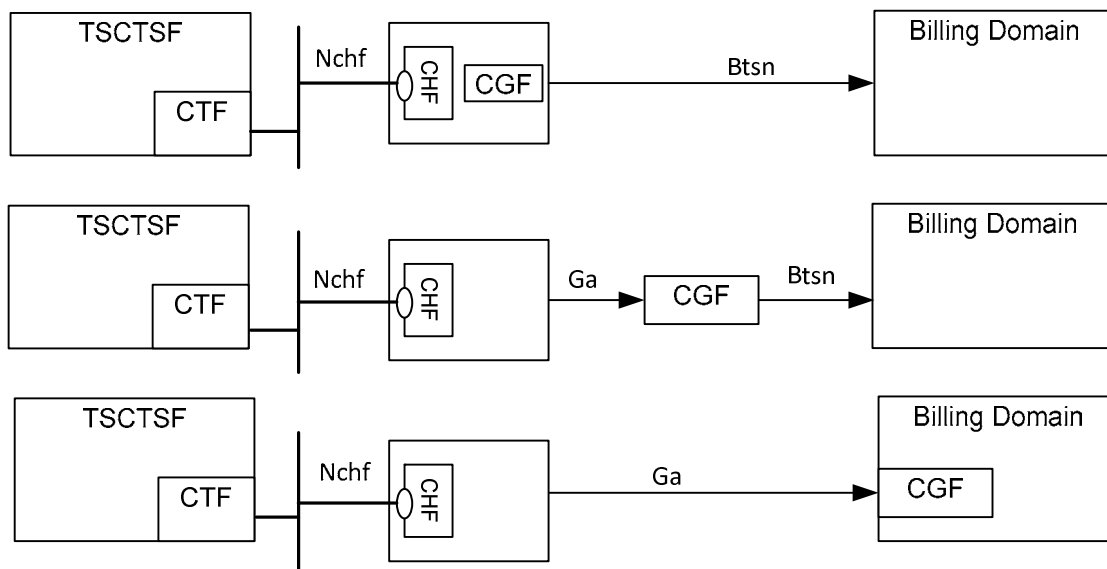 TSCTSF
CTF
Nchf
CHF
CGF
Btsn
Billing Domain
TSCTSF
CTF
Nchf
CHF
Ga
CGF
Btsn
Billing Domain
TSCTSF
CTF
Nchf
CHF
Ga
Billing Domain
CGF